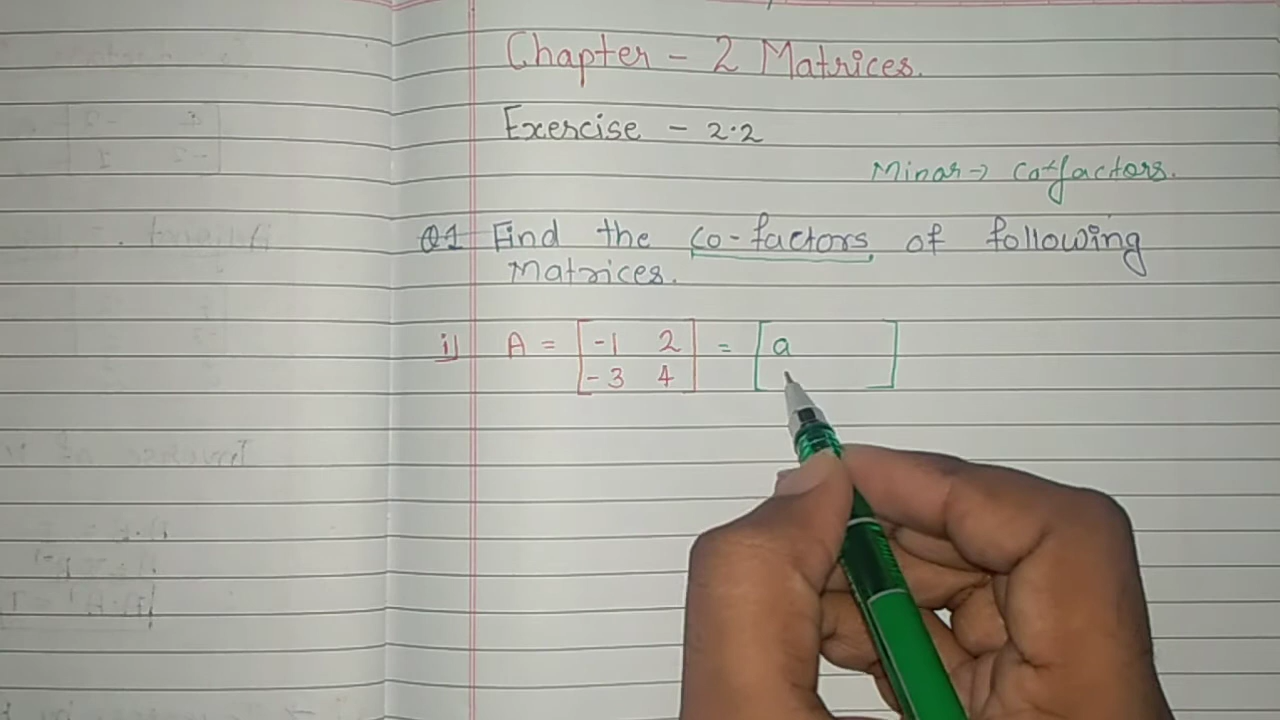 Chapter - 2 Matrices.
Exercise - 2.2
Minor → Co-factors.
Q1 Find the co-factors of following
Matrices.
i) A = [ -1 2 ] = [ a ]
-3 4